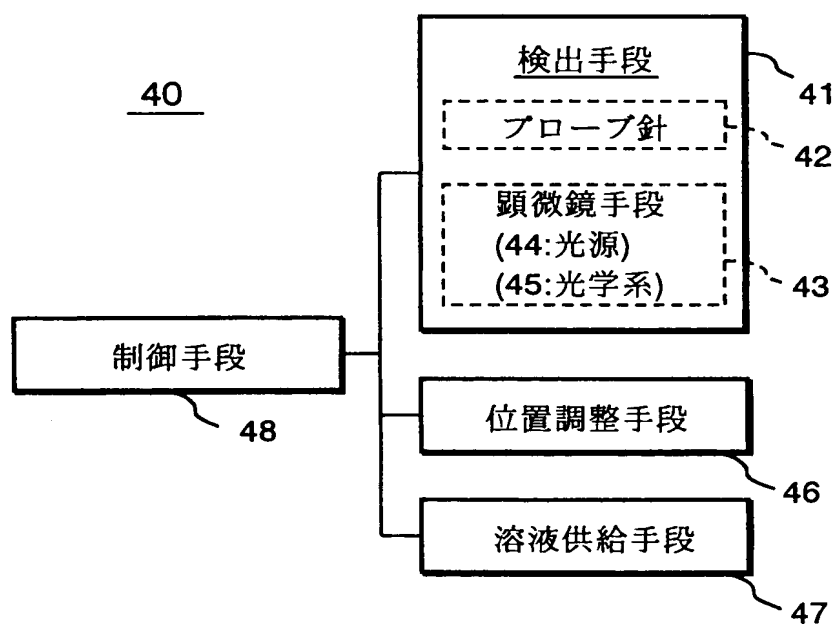 40
検出手段
41
プローブ針
42
顕微鏡手段
(44:光源)
(45:光学系)
43
制御手段
48
位置調整手段
46
溶液供給手段
47